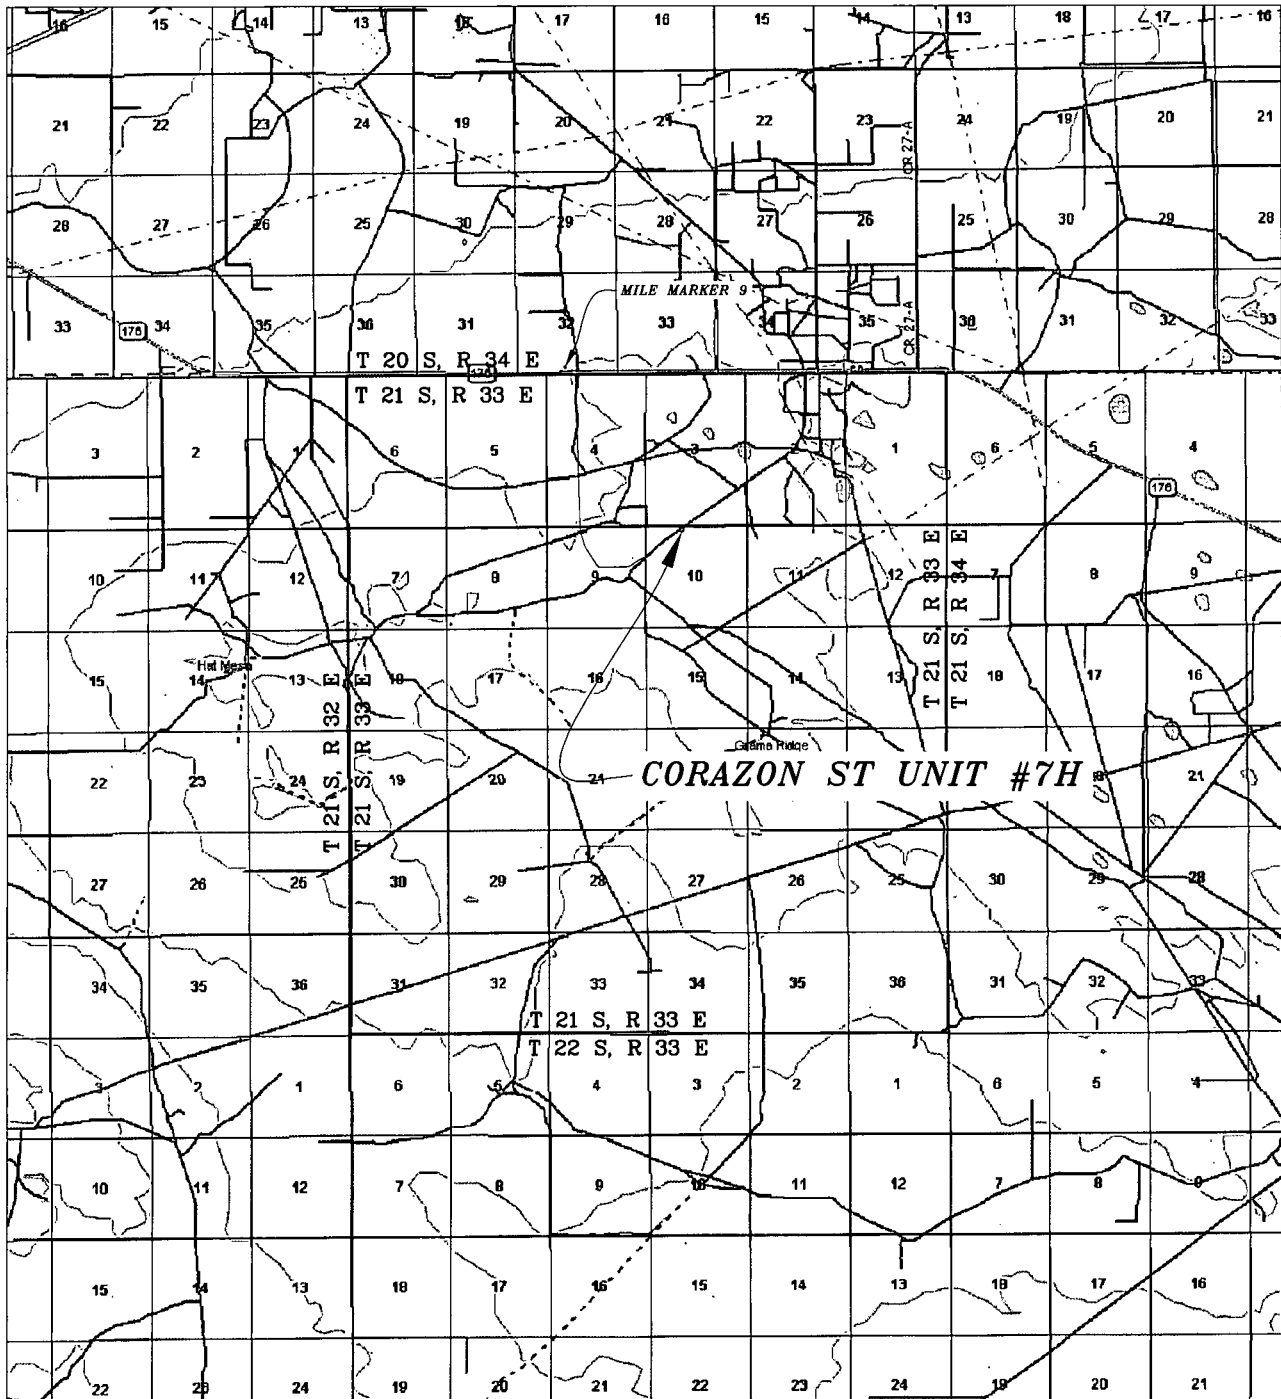 16 15 14 13 18 17 16 15 14 13 18 17 16
21 22 23 24 19 20 21 22 23 24 19 20 21
CR 27-A
28 27 26 25 30 29 28 27 26 25 30 29 28
MILE MARKER 9
33 34 35 36 31 32 33 34 35 36 31 32 33
176
CR 27-A
T 20 S, R 34 E
176
T 21 S, R 33 E
3 2 1 6 5 4 3 2 1 6 5 4
176
10 11 12 7 8 9 10 11 12 7 8 9
T 21 S, R 33 E
T 21 S, R 34 E
Hat Mesa
15 14 13 18 17 16 15 14 13 18 17 16
T 21 S, R 32 E
T 21 S, R 33 E
Grama Ridge
CORAZON ST UNIT #7H
22 23 24 19 20 21 21
27 26 25 30 29 28 27 26 25 30 29 28
34 35 36 31 32 33 34 35 36 31 32 33
T 21 S, R 33 E
T 22 S, R 33 E
3 2 1 6 5 4 3 2 1 6 5 4
10 11 12 7 8 9 10 11 12 7 8 9
15 14 13 18 17 16 15 14 13 18 17 16
22 23 24 19 20 21 22 23 24 19 20 21